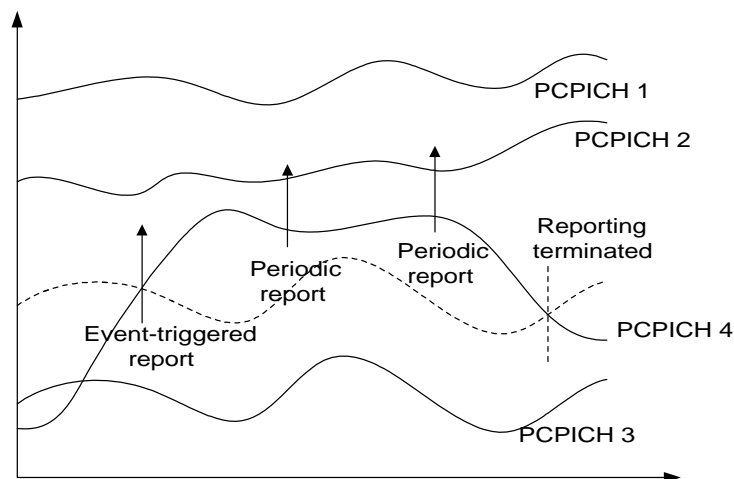 PCPICH 1
PCPICH 2
Reporting
terminated
Periodic
report
Periodic
report
Event-triggered
report
PCPICH 4
PCPICH 3